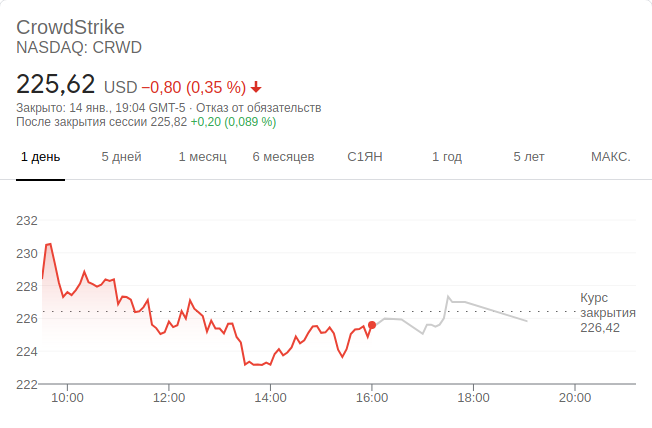 CrowdStrike
NASDAQ: CRWD
225,62 USD −0,80 (0,35 %)
Закрыто: 14 янв., 19:04 GMT-5 · Отказ от обязательств
После закрытия сессии 225,82 +0,20 (0,089 %)
1 день 5 дней 1 месяц 6 месяцев С1ЯН 1 год 5 лет МАКС.
232
230
228
226
224
222
Курс
закрытия
226,42
10:00 12:00 14:00 16:00 18:00 20:00